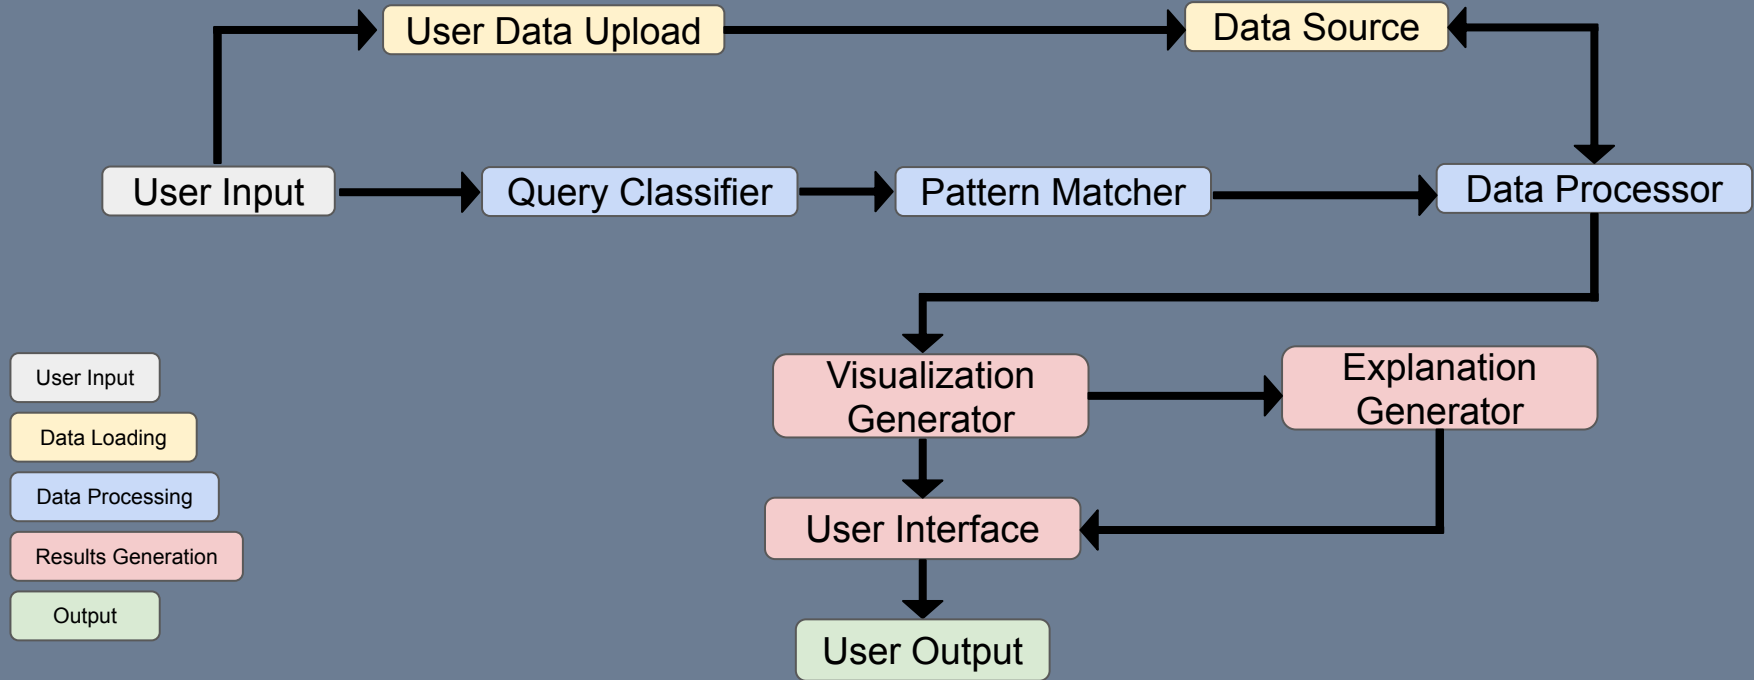 User Data Upload
Data Source
User Input
Query Classifier
Pattern Matcher
Data Processor
Visualization
Generator
Explanation
Generator
User Interface
User Output
User Input
Data Loading
Data Processing
Results Generation
Output